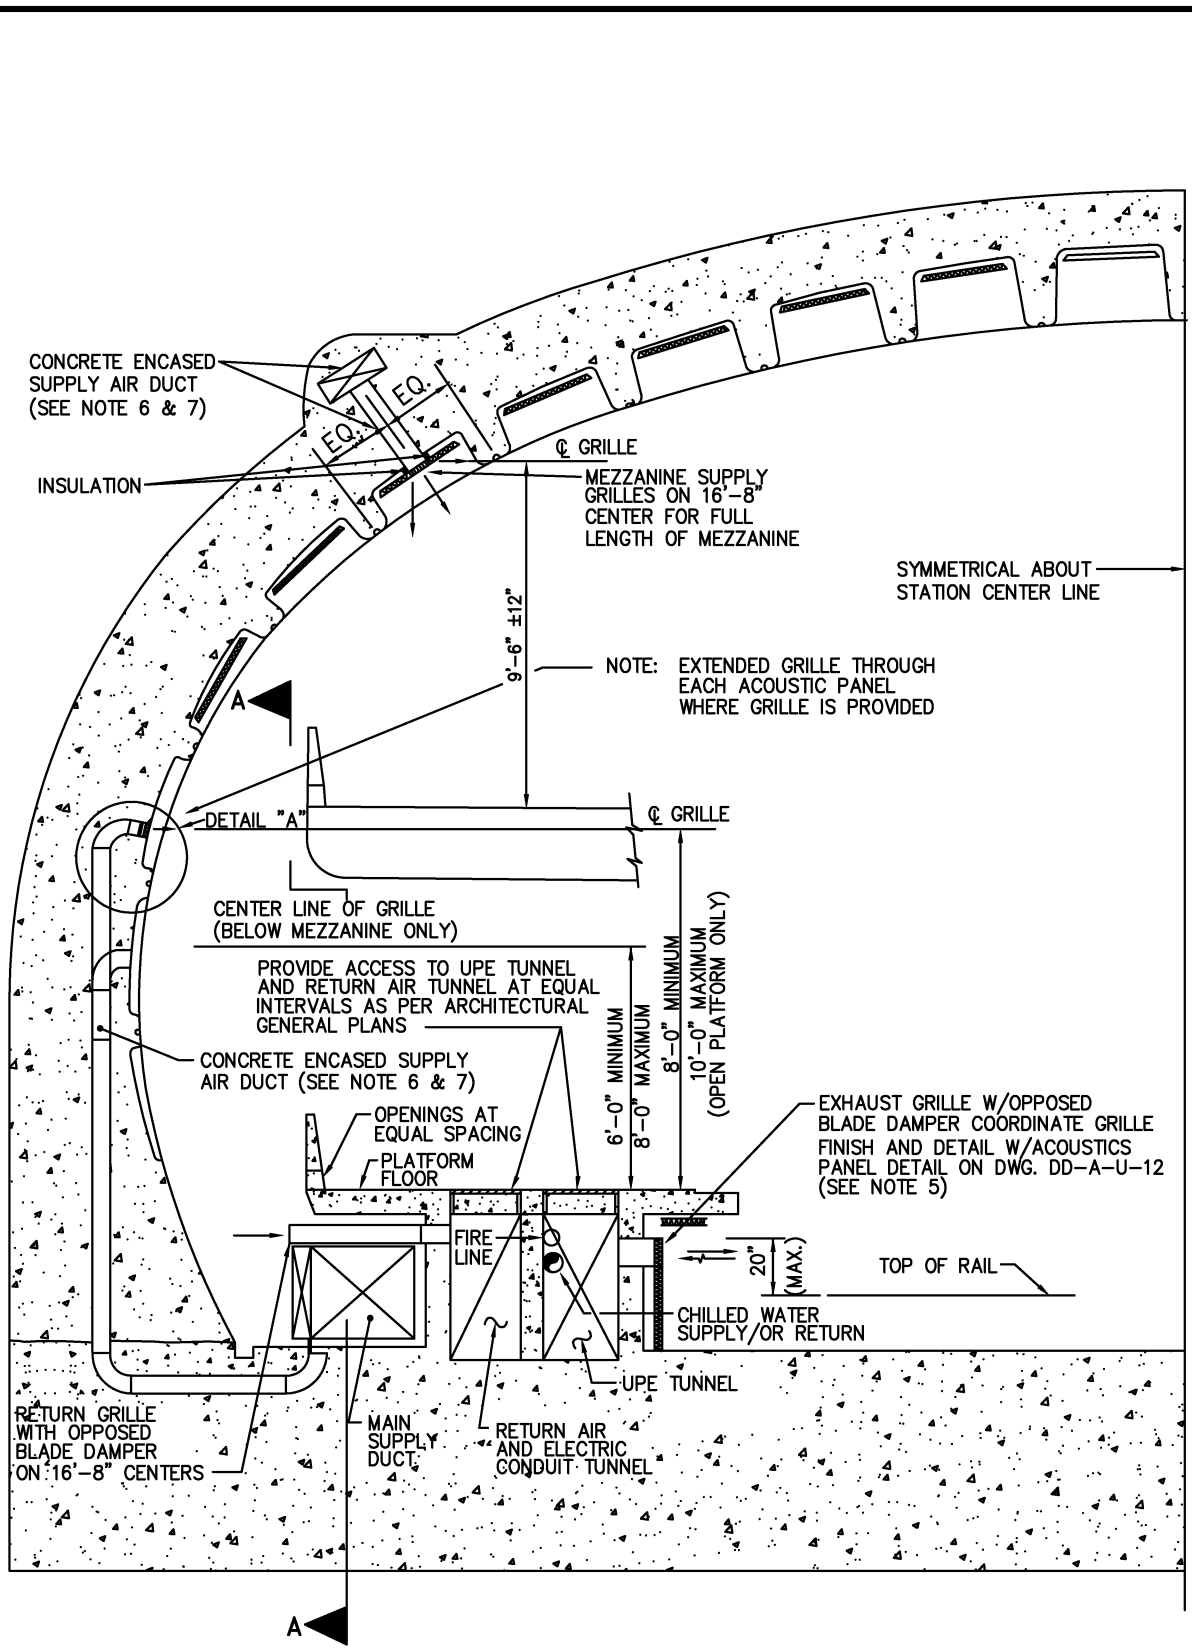 CONCRETE ENCASED
SUPPLY AIR DUCT
(SEE NOTE 6 & 7)
EQ.
EQ.
INSULATION
℄ GRILLE
MEZZANINE SUPPLY
GRILLES ON 16'-8"
CENTER FOR FULL
LENGTH OF MEZZANINE
SYMMETRICAL ABOUT
STATION CENTER LINE
9'-6" ±12"
NOTE: EXTENDED GRILLE THROUGH
EACH ACOUSTIC PANEL
WHERE GRILLE IS PROVIDED
A
DETAIL "A"
℄ GRILLE
CENTER LINE OF GRILLE
(BELOW MEZZANINE ONLY)
PROVIDE ACCESS TO UPE TUNNEL
AND RETURN AIR TUNNEL AT EQUAL
INTERVALS AS PER ARCHITECTURAL
GENERAL PLANS
6'-0" MINIMUM
8'-0" MAXIMUM
8'-0" MINIMUM
10'-0" MAXIMUM
(OPEN PLATFORM ONLY)
CONCRETE ENCASED SUPPLY
AIR DUCT (SEE NOTE 6 & 7)
OPENINGS AT
EQUAL SPACING
PLATFORM
FLOOR
EXHAUST GRILLE W/OPPOSED
BLADE DAMPER COORDINATE GRILLE
FINISH AND DETAIL W/ACOUSTICS
PANEL DETAIL ON DWG. DD-A-U-12
(SEE NOTE 5)
FIRE
LINE
20"
(MAX.)
TOP OF RAIL
CHILLED WATER
SUPPLY/OR RETURN
UPE TUNNEL
RETURN GRILLE
WITH OPPOSED
BLADE DAMPER
ON 16'-8" CENTERS
MAIN
SUPPLY
DUCT
RETURN AIR
AND ELECTRIC
CONDUIT TUNNEL
A